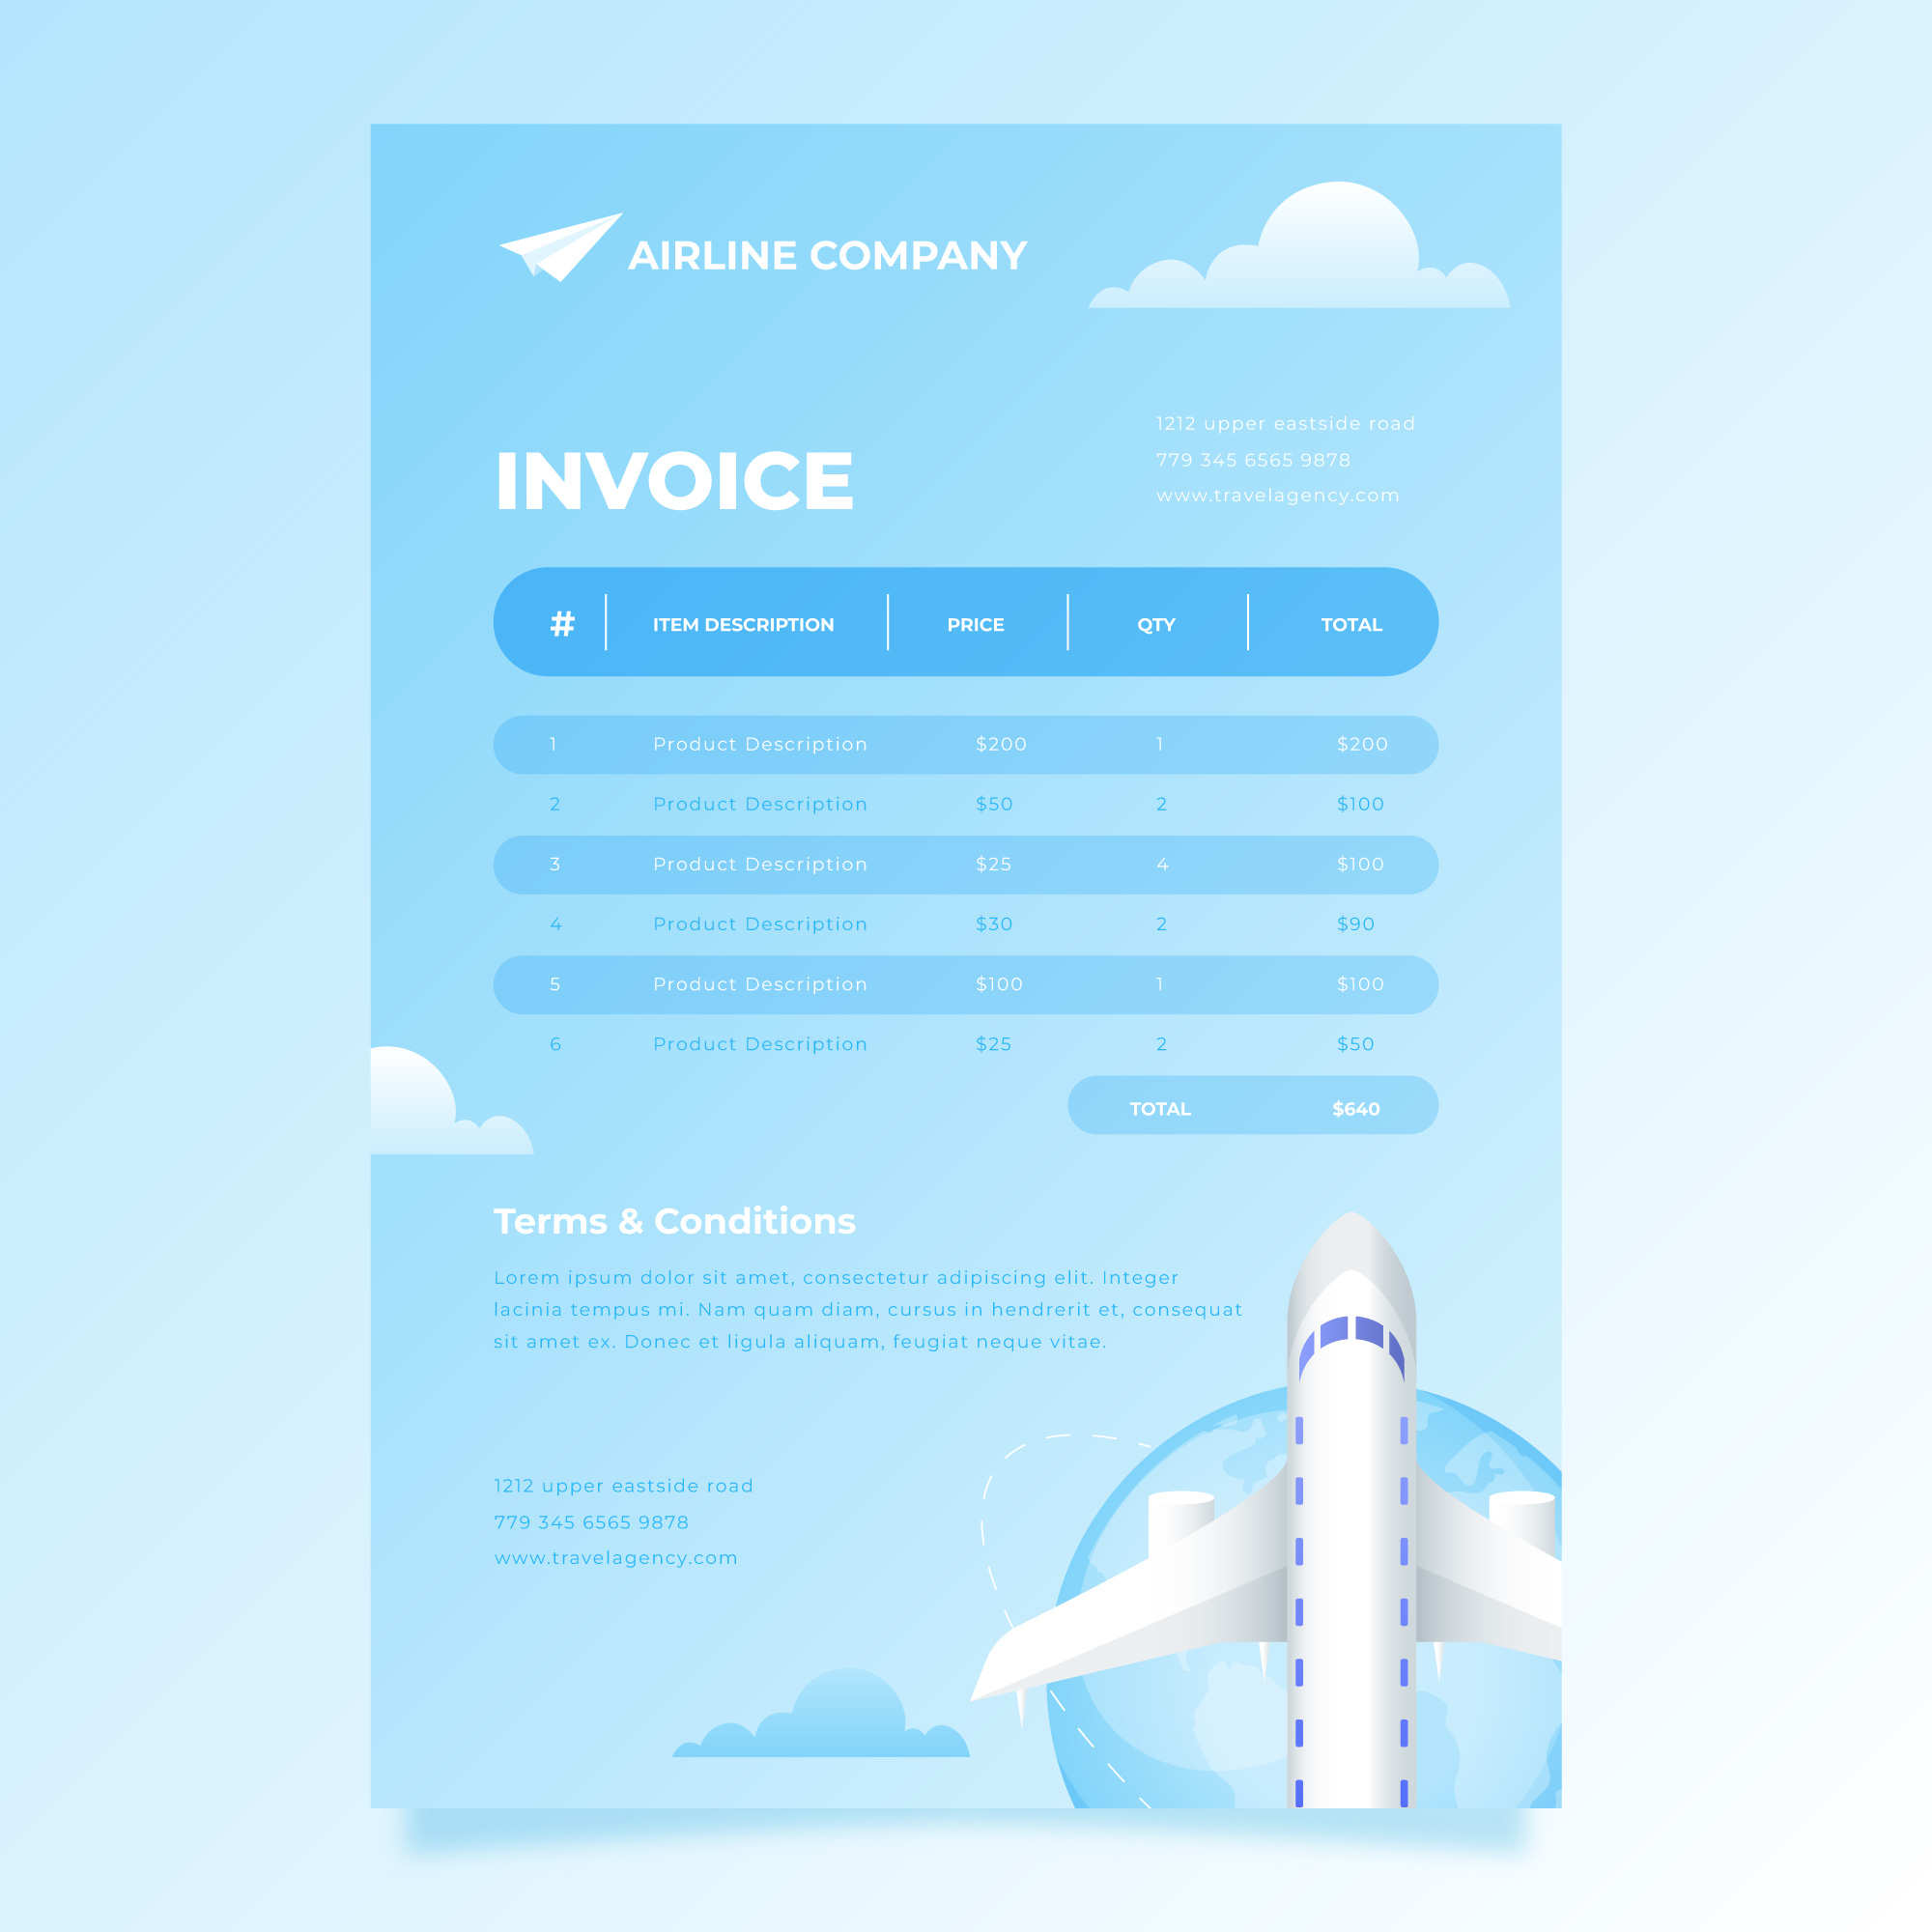 AIRLINE COMPANY
1212 upper eastside road
779 345 6565 9878
www.travelagency.com
INVOICE
# ITEM DESCRIPTION PRICE QTY TOTAL
1 Product Description $200 1 $200
2 Product Description $50 2 $100
3 Product Description $25 4 $100
4 Product Description $30 2 $90
5 Product Description $100 1 $100
6 Product Description $25 2 $50
TOTAL $640
Terms & Conditions
Lorem ipsum dolor sit amet, consectetur adipiscing elit. Integer
lacinia tempus mi. Nam quam diam, cursus in hendrerit et, consequat
sit amet ex. Donec et ligula aliquam, feugiat neque vitae.
1212 upper eastside road
779 345 6565 9878
www.travelagency.com